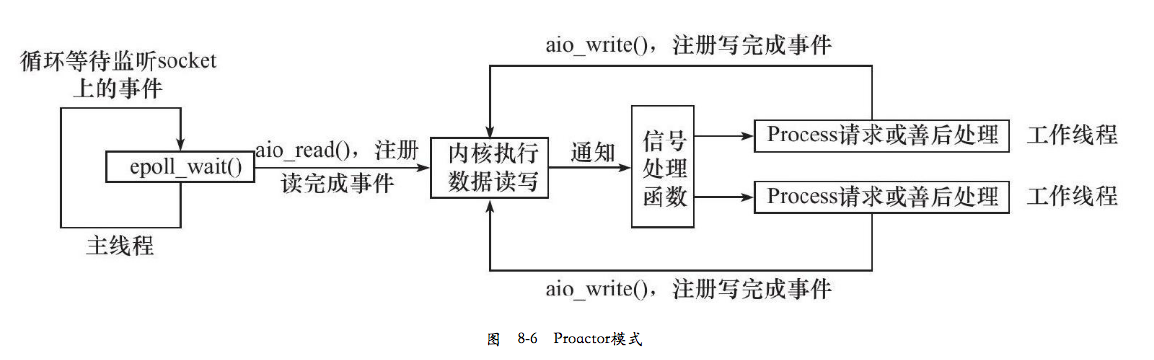 aio_write()，注册写完成事件
循环等待监听socket
上的事件
epoll_wait()
主线程
aio_read()，注册
读完成事件
内核执行
数据读写
通知
信号
处理
函数
Process请求或善后处理
工作线程
Process请求或善后处理
工作线程
aio_write()，注册写完成事件
图 8-6 Proactor模式